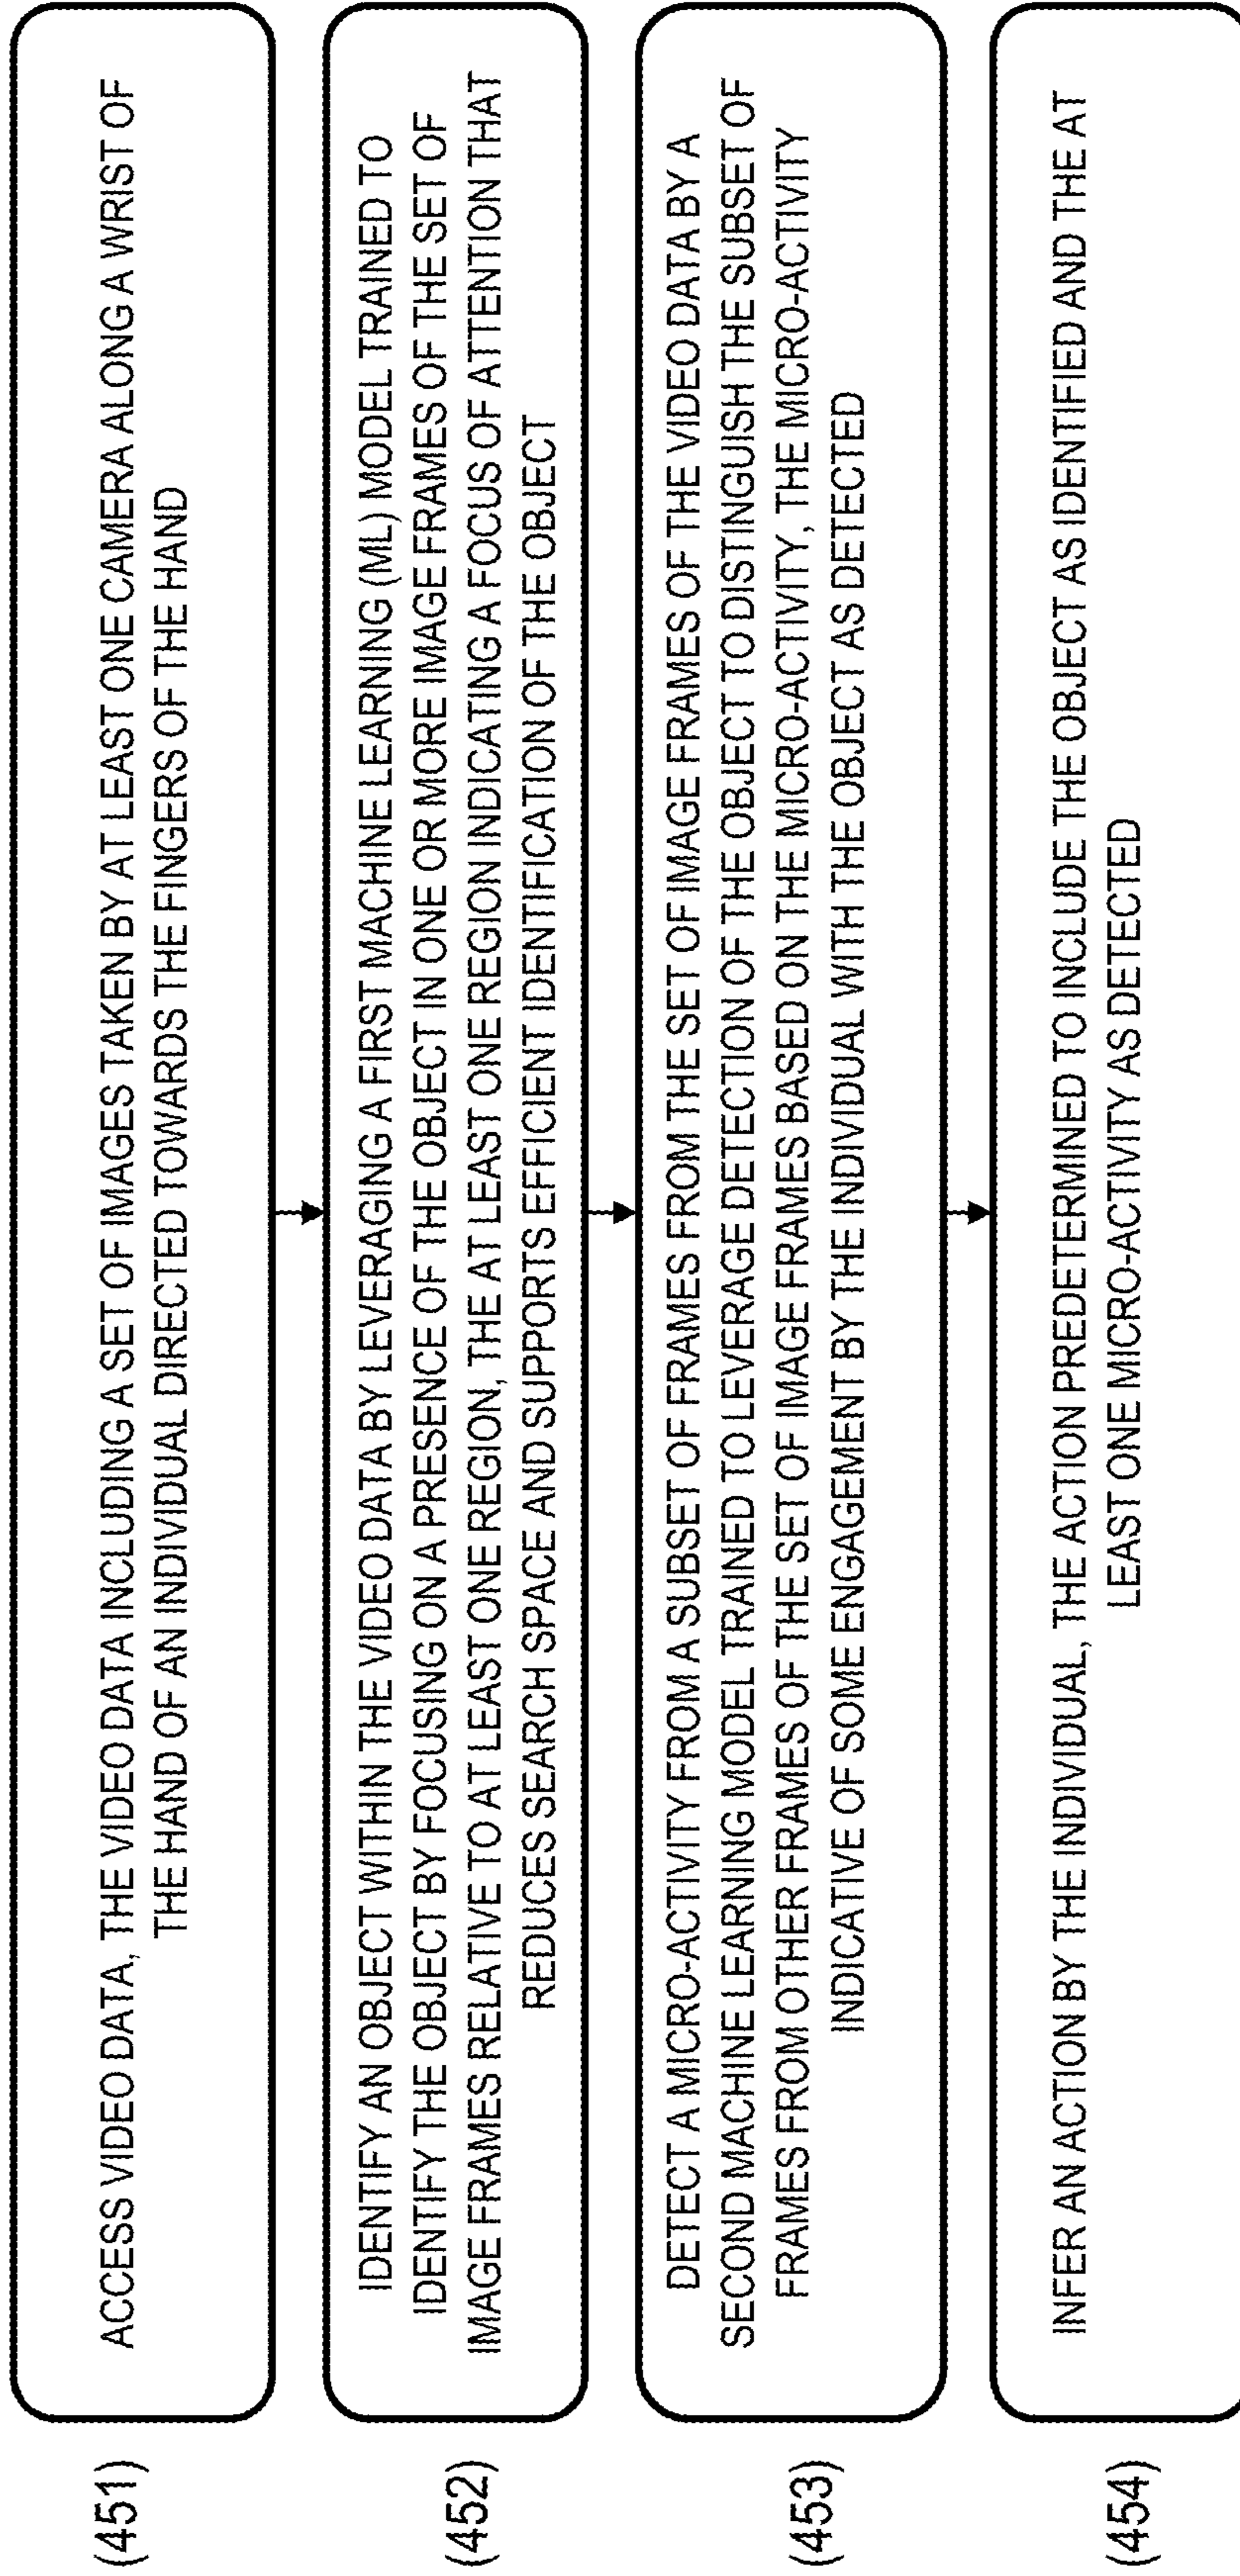 (451)
ACCESS VIDEO DATA, THE VIDEO DATA INCLUDING A SET OF IMAGES TAKEN BY AT LEAST ONE CAMERA ALONG A WRIST OF
THE HAND OF AN INDIVIDUAL DIRECTED TOWARDS THE FINGERS OF THE HAND
(452)
IDENTIFY AN OBJECT WITHIN THE VIDEO DATA BY LEVERAGING A FIRST MACHINE LEARNING (ML) MODEL TRAINED TO
IDENTIFY THE OBJECT BY FOCUSING ON A PRESENCE OF THE OBJECT IN ONE OR MORE IMAGE FRAMES OF THE SET OF
IMAGE FRAMES RELATIVE TO AT LEAST ONE REGION, THE AT LEAST ONE REGION INDICATING A FOCUS OF ATTENTION THAT
REDUCES SEARCH SPACE AND SUPPORTS EFFICIENT IDENTIFICATION OF THE OBJECT
(453)
DETECT A MICRO-ACTIVITY FROM A SUBSET OF FRAMES FROM THE SET OF IMAGE FRAMES OF THE VIDEO DATA BY A
SECOND MACHINE LEARNING MODEL TRAINED TO LEVERAGE DETECTION OF THE OBJECT TO DISTINGUISH THE SUBSET OF
FRAMES FROM OTHER FRAMES OF THE SET OF IMAGE FRAMES BASED ON THE MICRO-ACTIVITY, THE MICRO-ACTIVITY
INDICATIVE OF SOME ENGAGEMENT BY THE INDIVIDUAL WITH THE OBJECT AS DETECTED
(454)
INFER AN ACTION BY THE INDIVIDUAL, THE ACTION PREDETERMINED TO INCLUDE THE OBJECT AS IDENTIFIED AND THE AT
LEAST ONE MICRO-ACTIVITY AS DETECTED